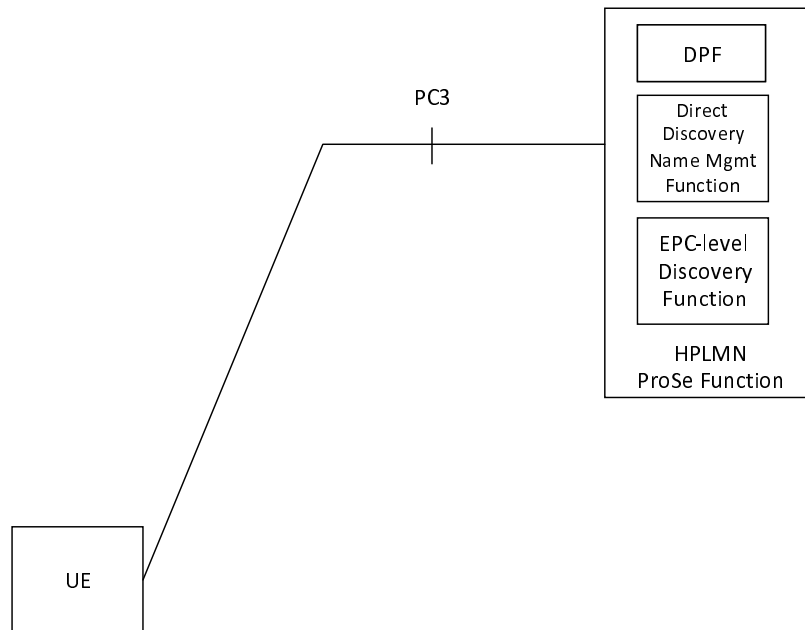 DPF
PC3
Direct
Discovery
Name Mgmt
Function
EPC-level
Discovery
Function
HPLMN
ProSe Function
UE